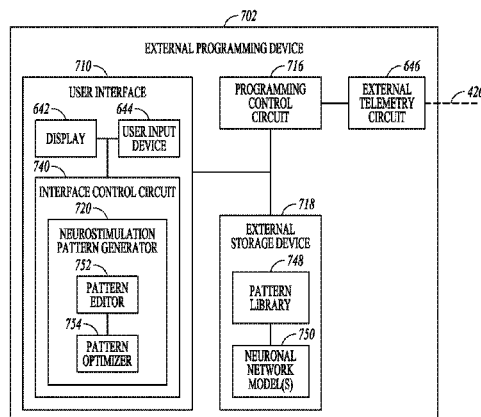 702
EXTERNAL PROGRAMMING DEVICE
710
USER INTERFACE
642
DISPLAY
644
USER INPUT
DEVICE
740
INTERFACE CONTROL CIRCUIT
720
NEUROSTIMULATION
PATTERN GENERATOR
752
PATTERN
EDITOR
754
PATTERN
OPTIMIZER
716
PROGRAMMING
CONTROL
CIRCUIT
646
EXTERNAL
TELEMETRY
CIRCUIT
426
718
EXTERNAL
STORAGE DEVICE
748
PATTERN
LIBRARY
750
NEURONAL
NETWORK
MODEL(S)